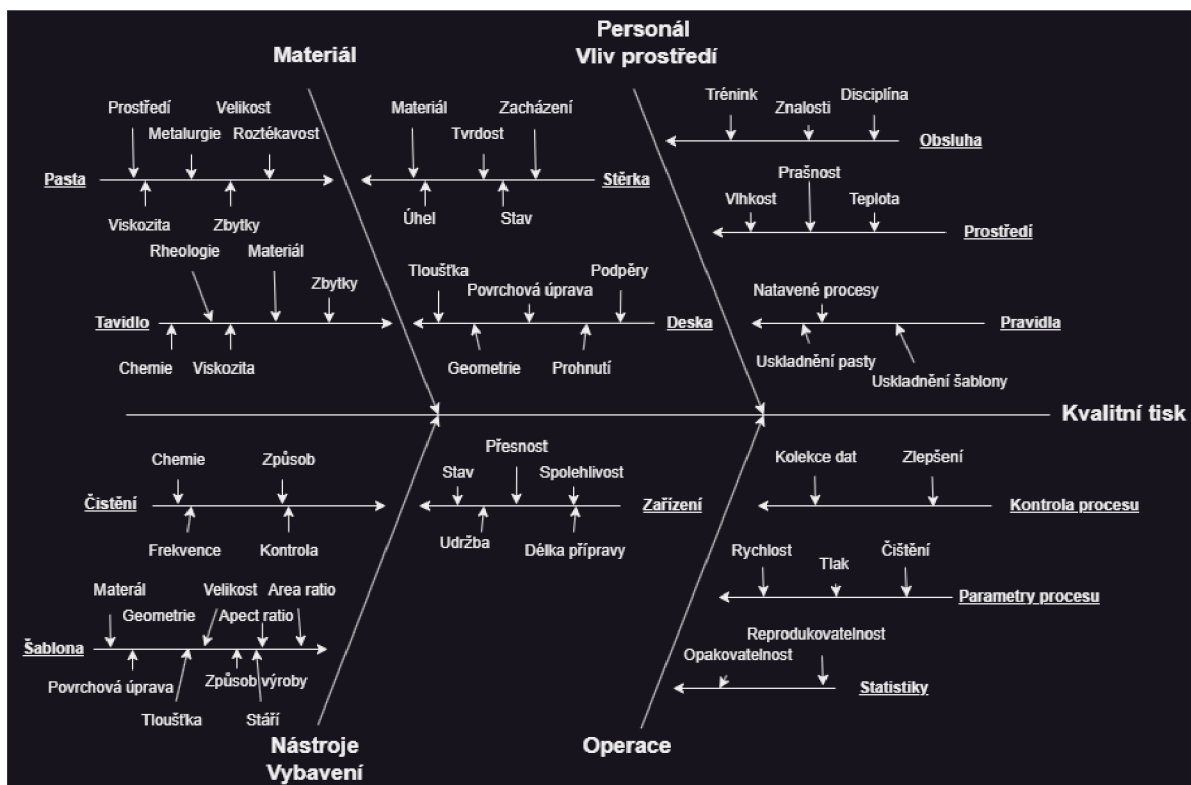 Personál
Vliv prostředí
Materiál
Prostředí
Velikost
Metalurgie
Roztékavost
Pasta
Viskozita
Zbytky
Materiál
Zacházení
Tvrdost
Stěrka
Úhel
Stav
Trénink
Znalosti
Disciplína
Obsluha
Prašnost
Vlhkost
Teplota
Prostředí
Rheologie
Materiál
Zbytky
Tavidlo
Chemie
Viskozita
Tloušťka
Povrchová úprava
Podpěry
Deska
Geometrie
Prohnutí
Natavené procesy
Pravidla
Uskladnění pasty
Uskladnění šablony
Kvalitní tisk
Chemie
Způsob
Čistění
Frekvence
Kontrola
Přesnost
Stav
Spolehlivost
Zařízení
Udržba
Délka přípravy
Kolekce dat
Zlepšení
Kontrola procesu
Rychlost
Tlak
Čištění
Parametry procesu
Materál
Velikost
Area ratio
Geometrie
Apect ratio
Šablona
Povrchová úprava
Způsob výroby
Tloušťka
Stáří
Reprodukovatelnost
Opakovatelnost
Statistiky
Nástroje
Vybavení
Operace